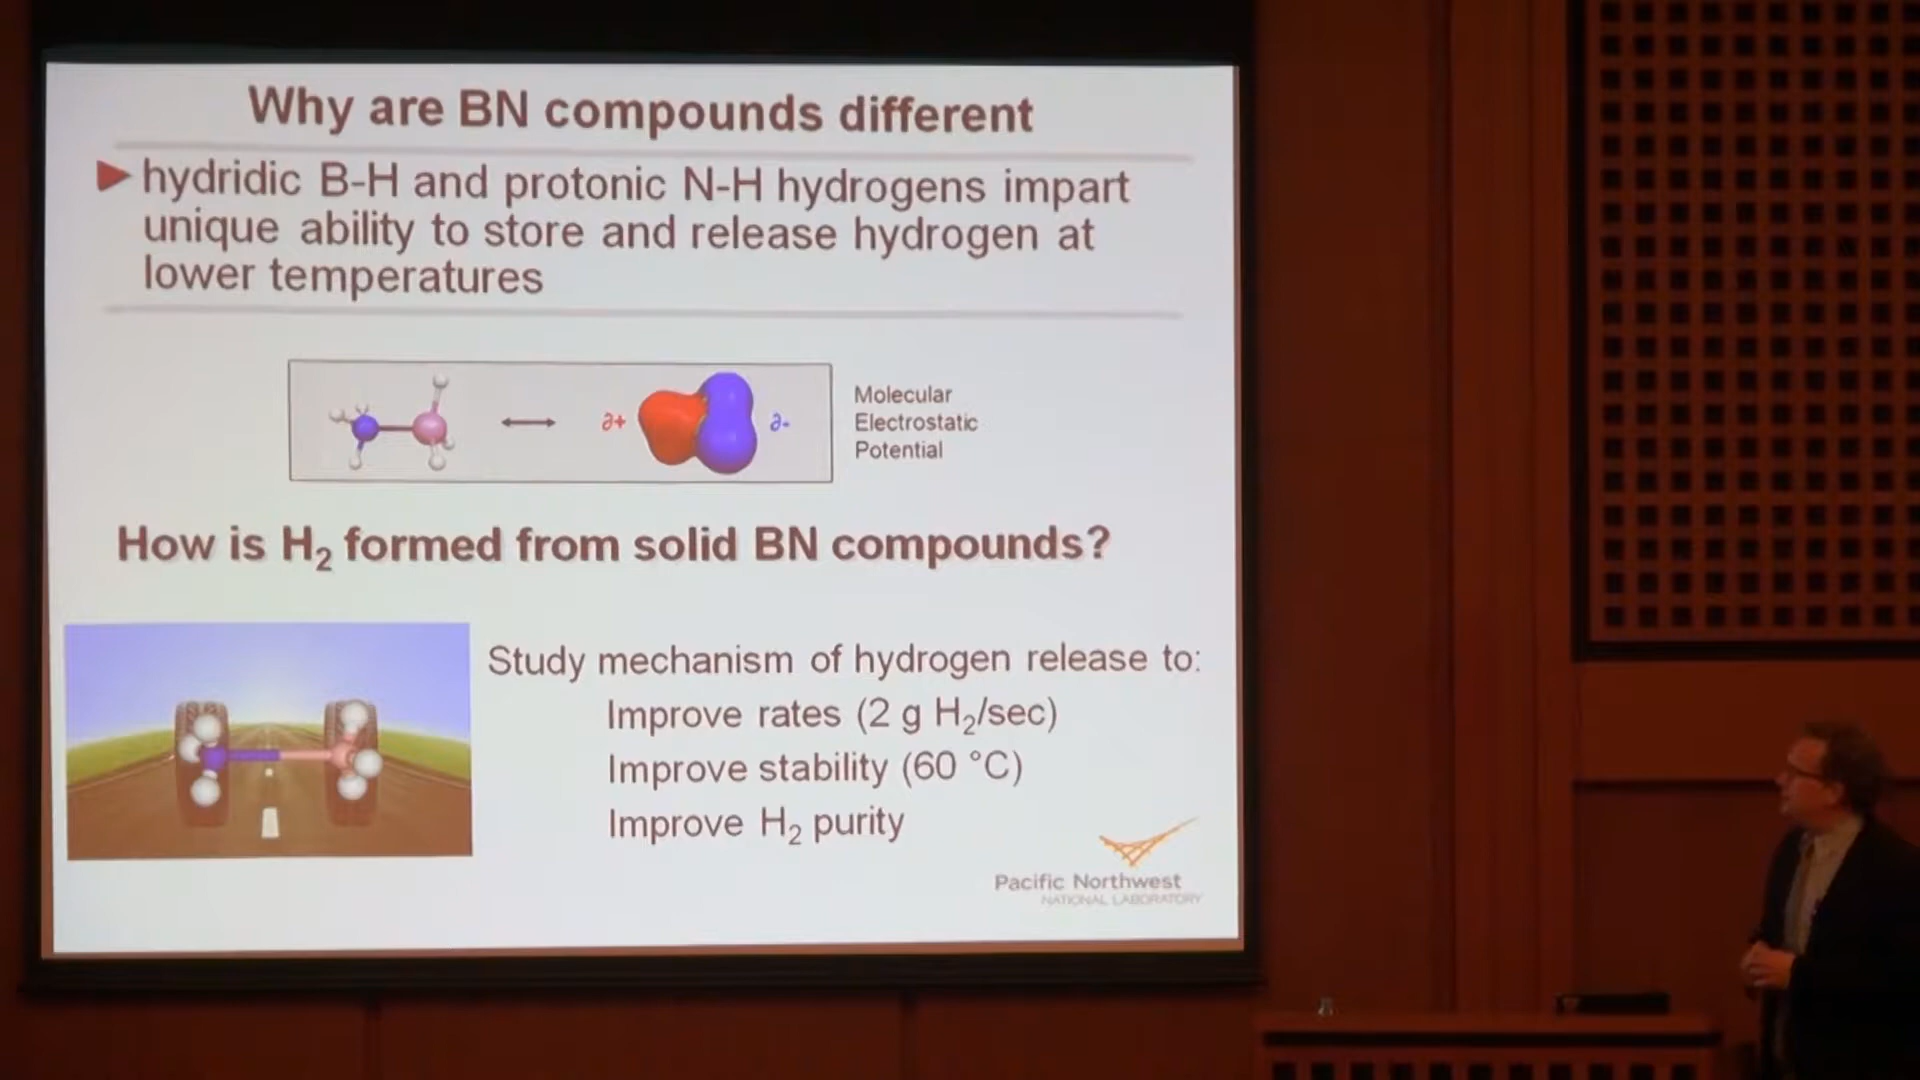 Why are BN compounds different
hydridic B-H and protonic N-H hydrogens impart
unique ability to store and release hydrogen at
lower temperatures
∂+
∂-
Molecular
Electrostatic
Potential
How is H₂ formed from solid BN compounds?
Study mechanism of hydrogen release to:
Improve rates (2 g H₂/sec)
Improve stability (60 °C)
Improve H₂ purity
Pacific Northwest
NATIONAL LABORATORY